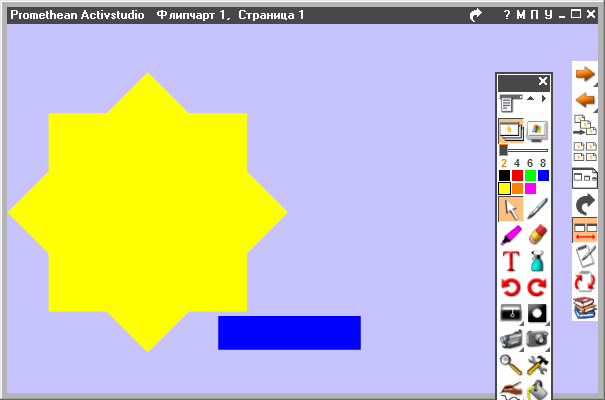 Promethean Activstudio Флипчарт 1, Страница 1 ? М П У
2 4 6 8
T